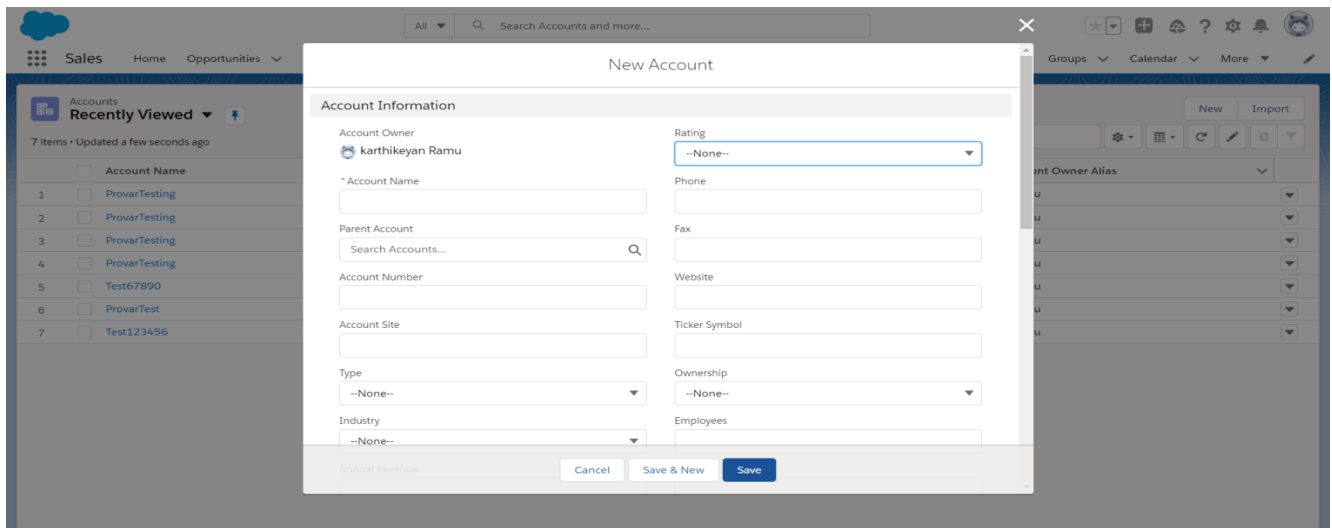 All
Search Accounts and more...
Sales Home Opportunities Groups Calendar More
New Account
Accounts
Recently Viewed
New Import
7 items • Updated a few seconds ago
Account Information
Account Owner Rating
karthikeyan Ramu --None--
Account Name unt Owner Alias
*Account Name Phone
1 ProvarTesting u
2 ProvarTesting u
Parent Account Fax
3 ProvarTesting u
Search Accounts...
4 ProvarTesting u
Account Number Website
5 Test67890 u
6 ProvarTest u
Account Site Ticker Symbol
7 Test123456 u
Type Ownership
--None-- --None--
Industry Employees
--None--
Annual Revenue
Cancel Save & New Save